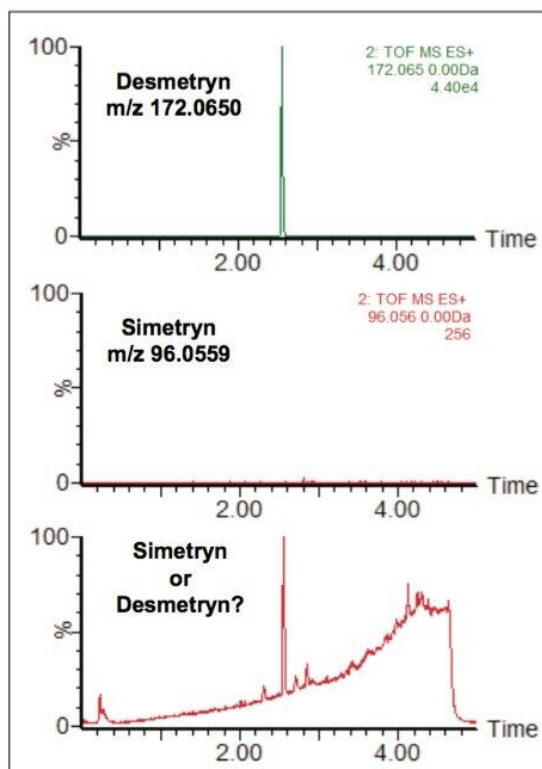 2: TOF MS ES+
172.065 0.00Da
4.40e4
Desmetryn
m/z 172.0650
100
%
0
2.00
4.00
Time
2: TOF MS ES+
96.056 0.00Da
256
Simetryn
m/z 96.0559
100
%
0
2.00
4.00
Time
Simetryn
or
Desmetryn?
100
%
0
2.00
4.00
Time